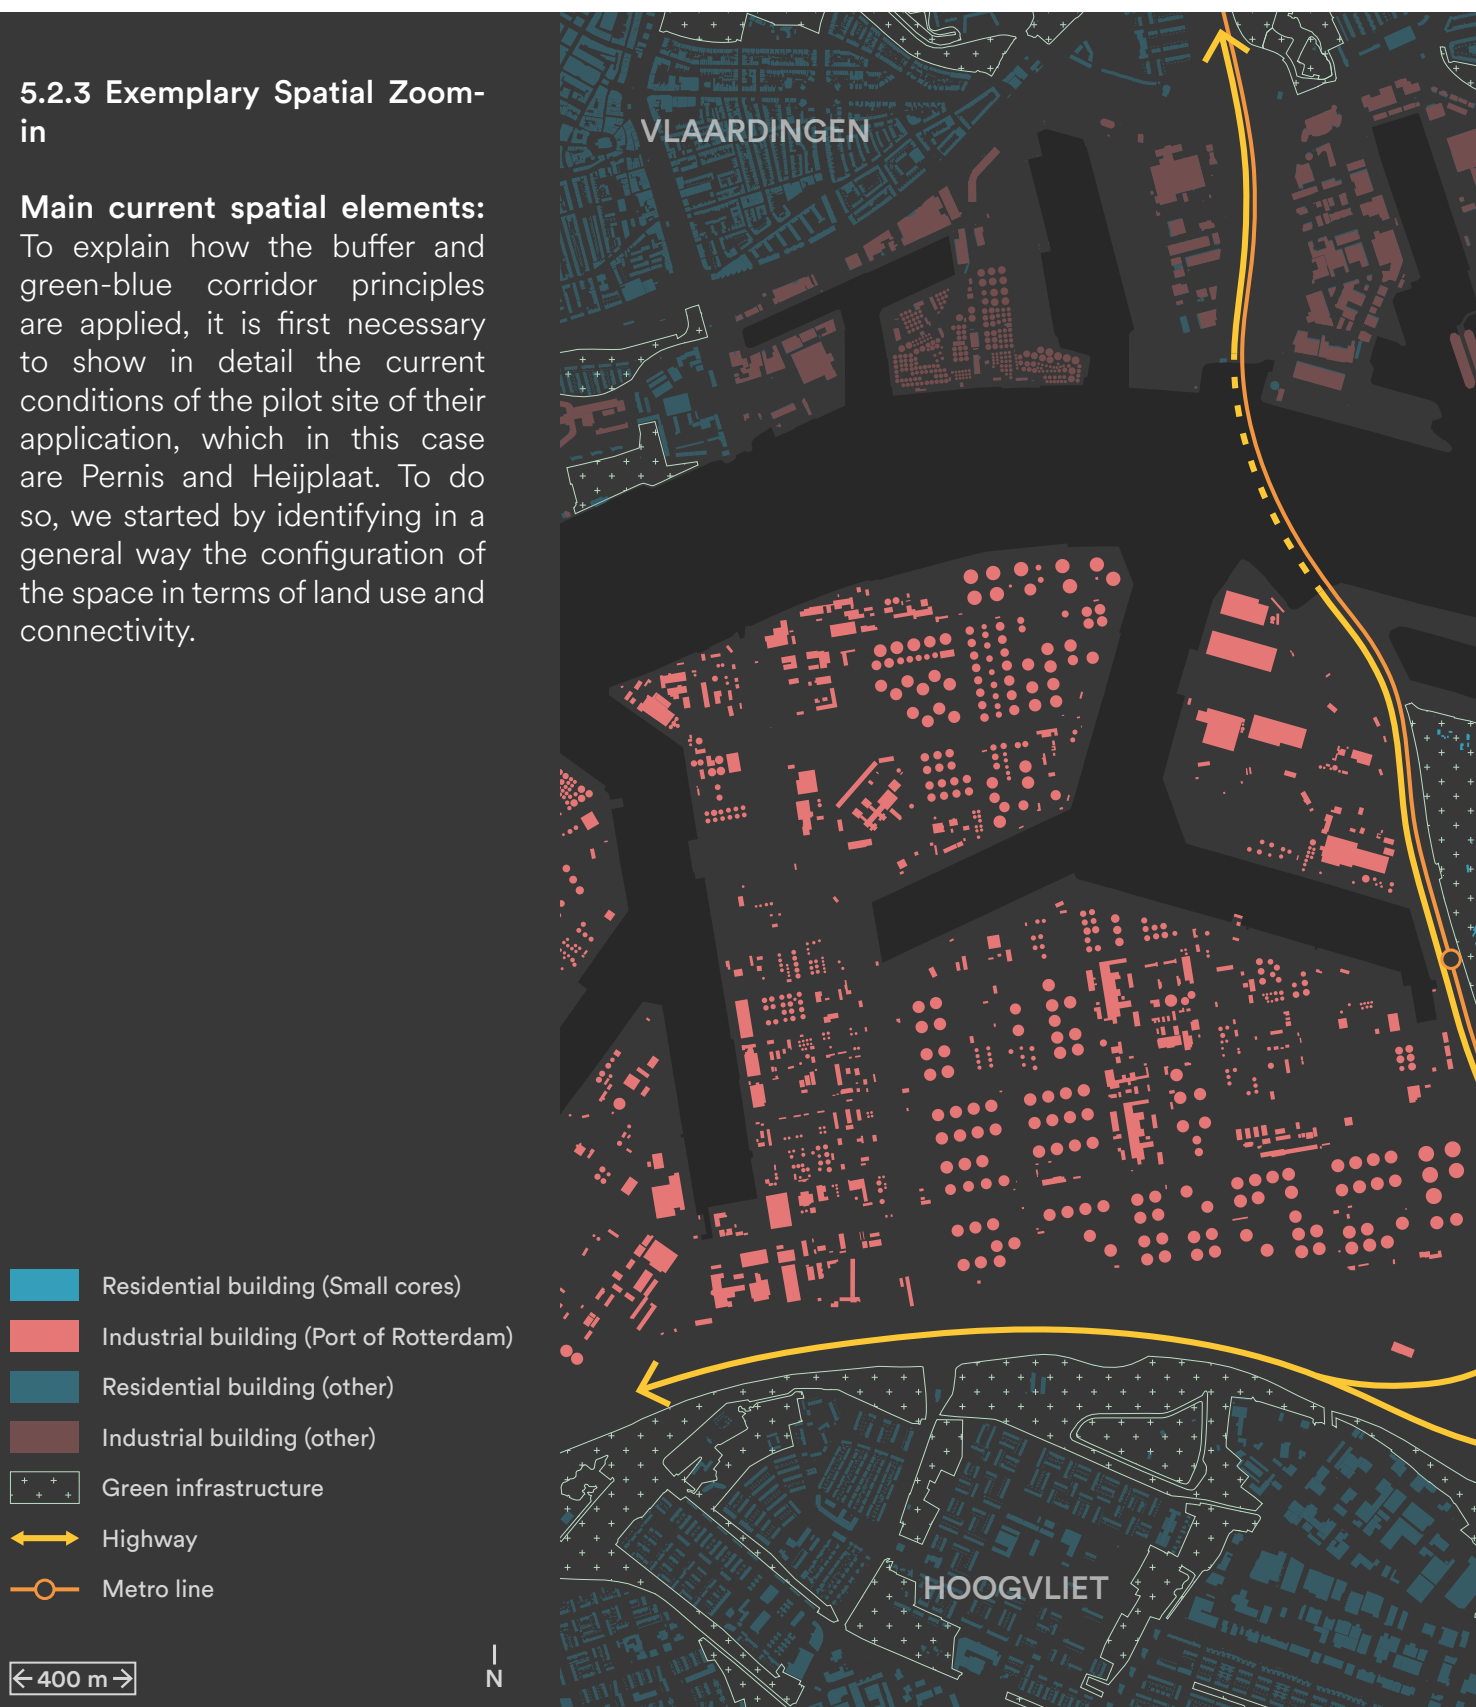 5.2.3 Exemplary Spatial Zoom-
in
Main current spatial elements:
To explain how the buffer and
green-blue corridor principles
are applied, it is first necessary
to show in detail the current
conditions of the pilot site of their
application, which in this case
are Pernis and Heijplaat. To do
so, we started by identifying in a
general way the configuration of
the space in terms of land use and
connectivity.
Residential building (Small cores)
Industrial building (Port of Rotterdam)
Residential building (other)
Industrial building (other)
Green infrastructure
Highway
Metro line
400 m
N
VLAARDINGEN
HOOGVLIET